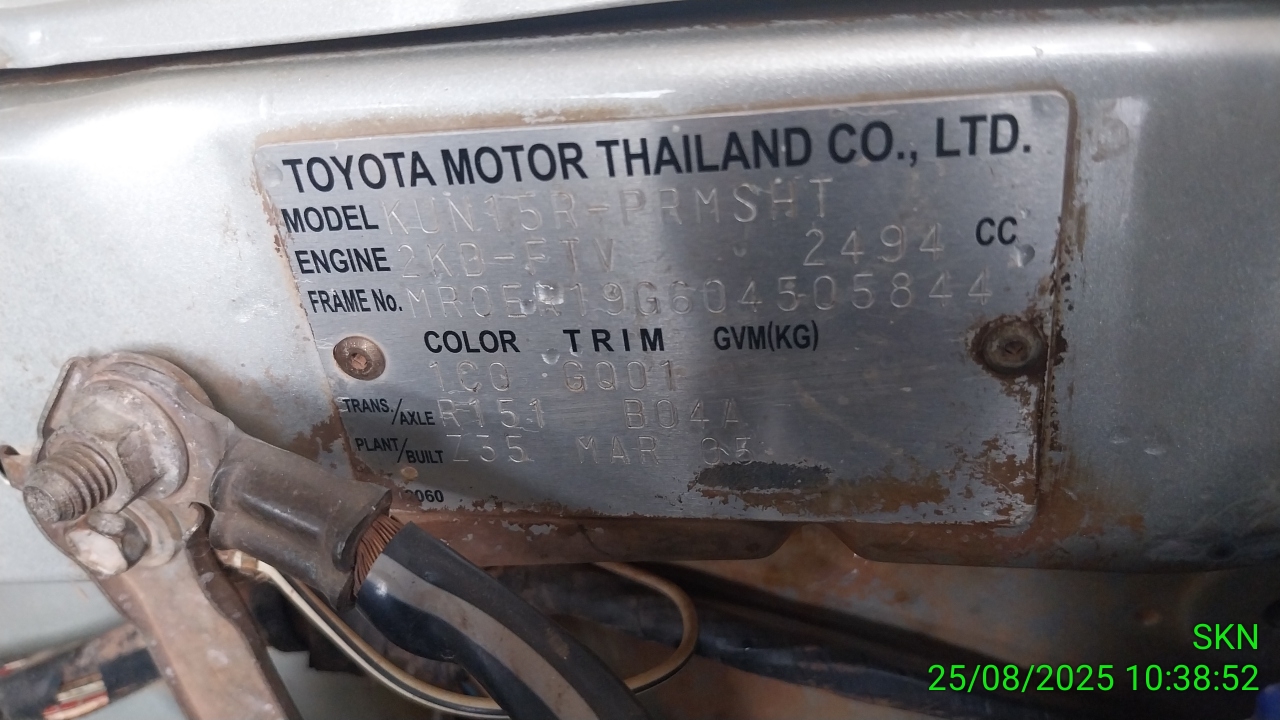 TOYOTA MOTOR THAILAND CO., LTD.
MODEL KUN15R-PRMSHT
ENGINE 2KD-FTV 2494 CC
FRAME No. MR05R19G604505844
COLOR TRIM GVM(KG)
1C0 GQ01
TRANS./AXLE R151 B04A
PLANT/BUILT Z35 MAR
SKN
25/08/2025 10:38:52